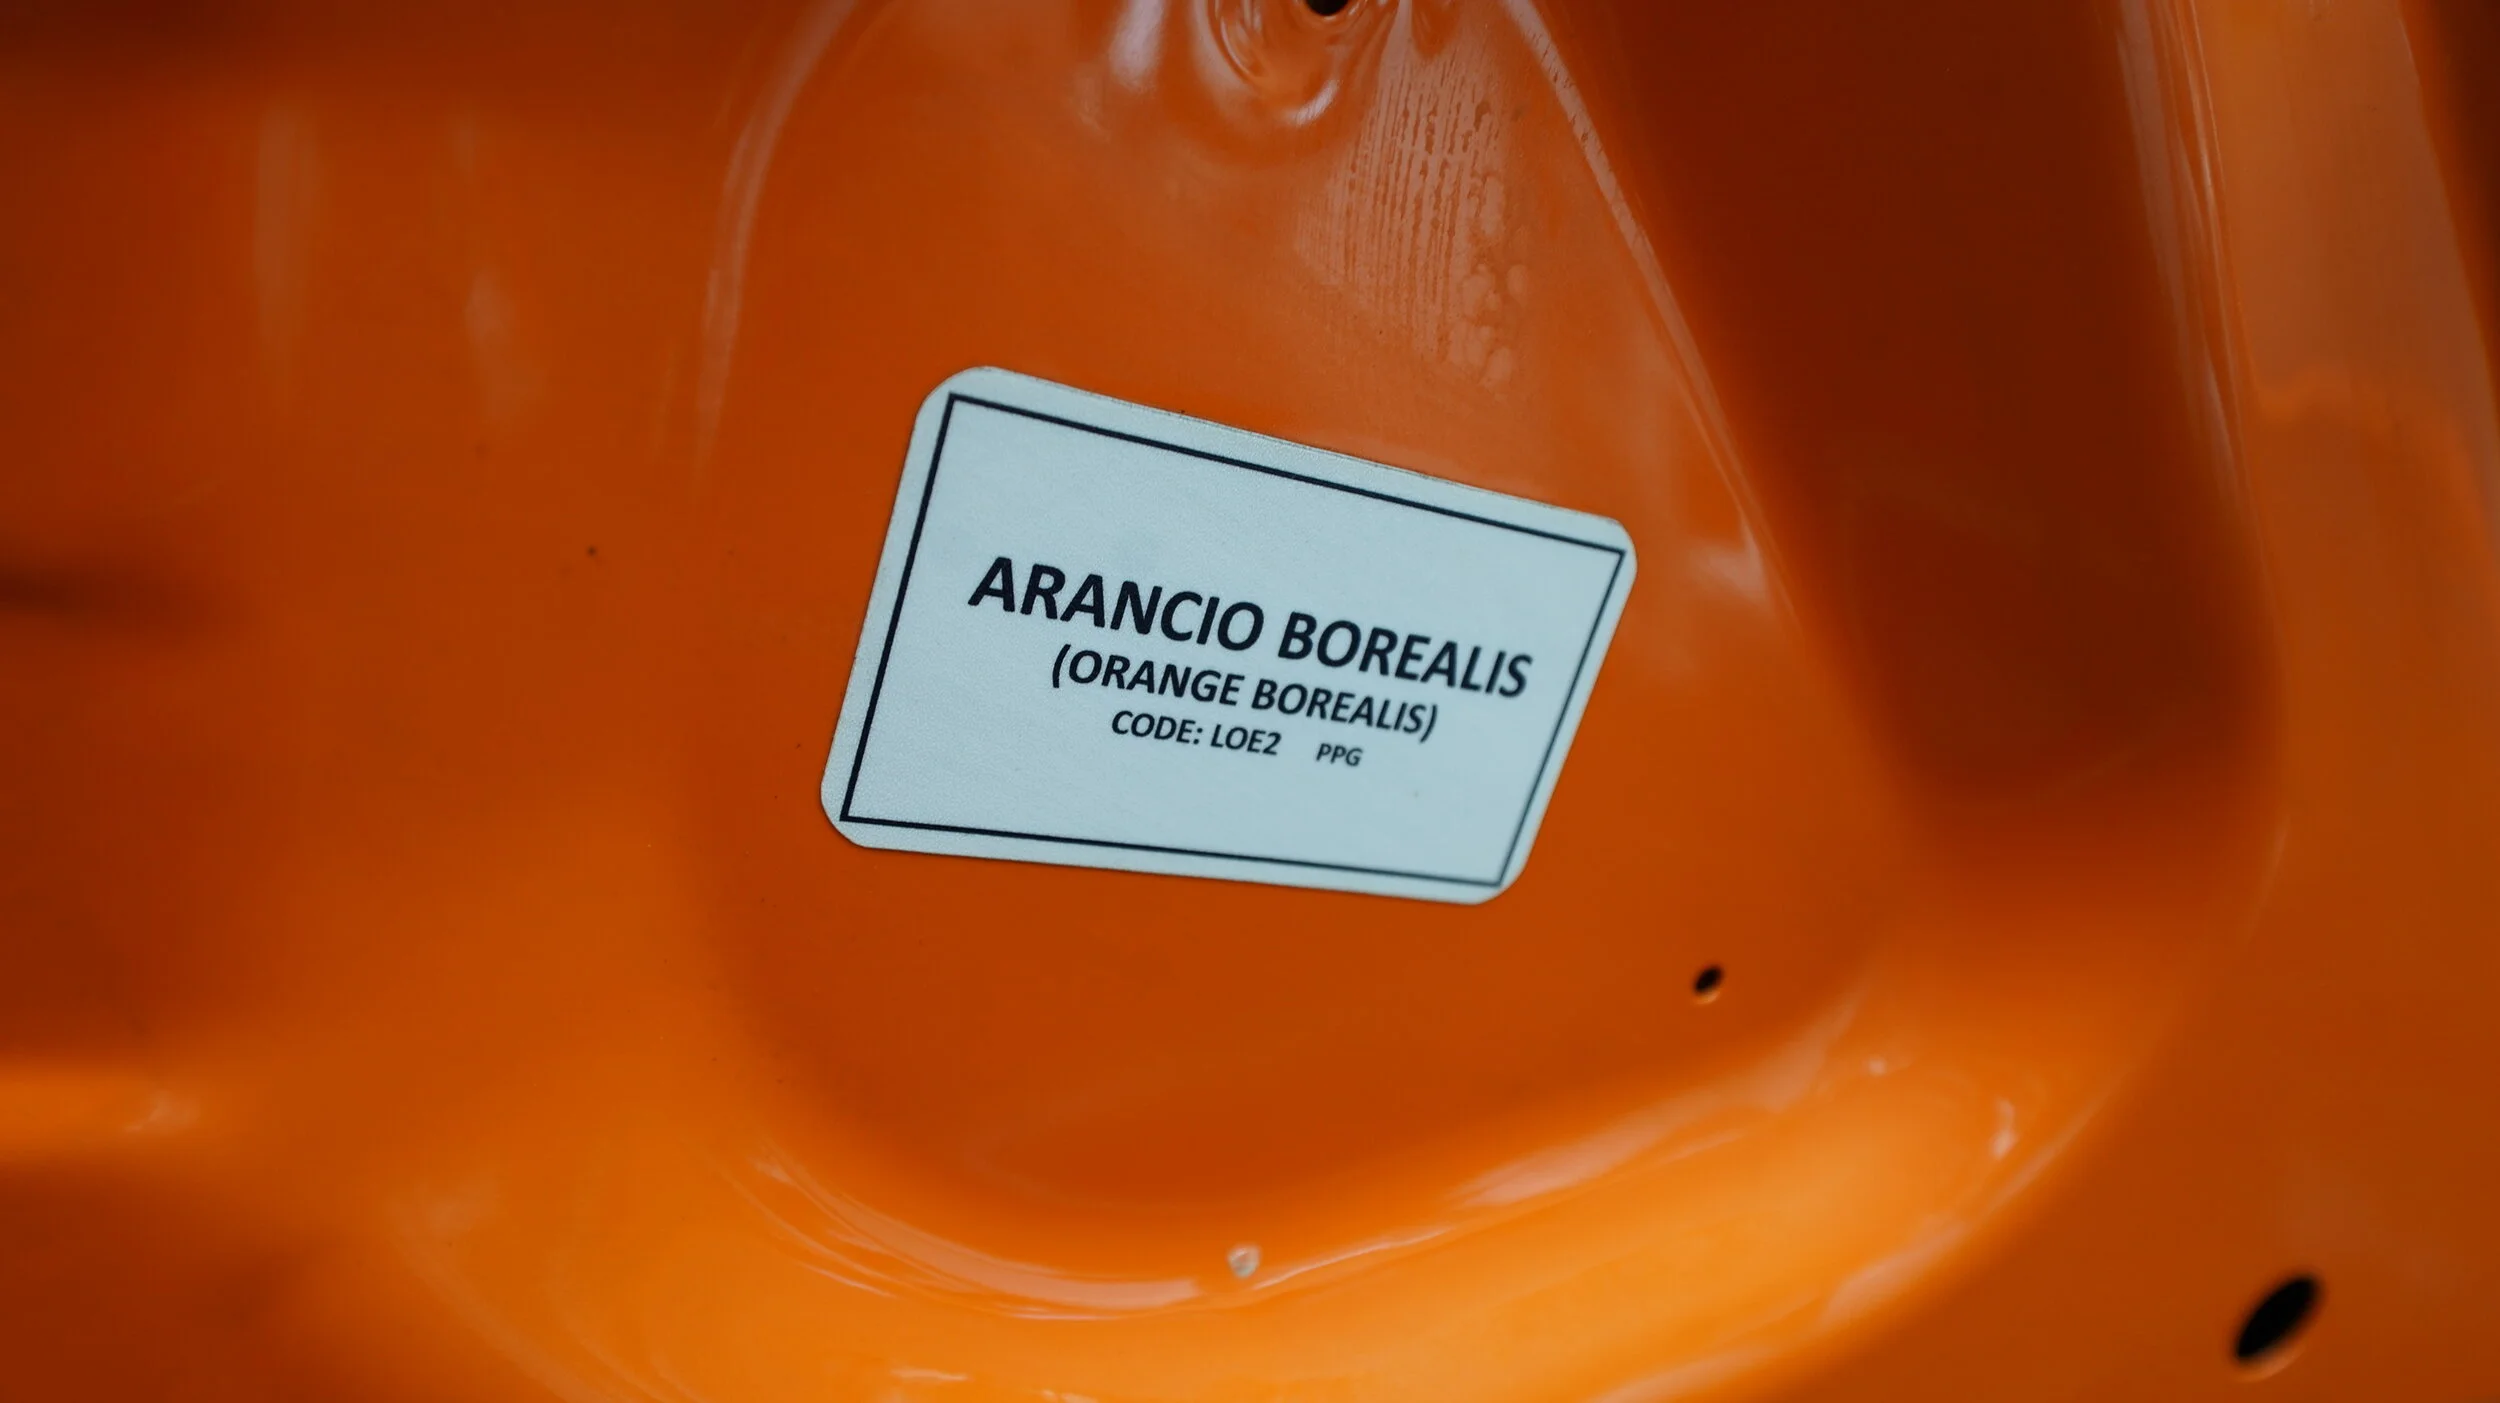 ARANCIO BOREALIS
(ORANGE BOREALIS)
CODE: LOE2 PPG